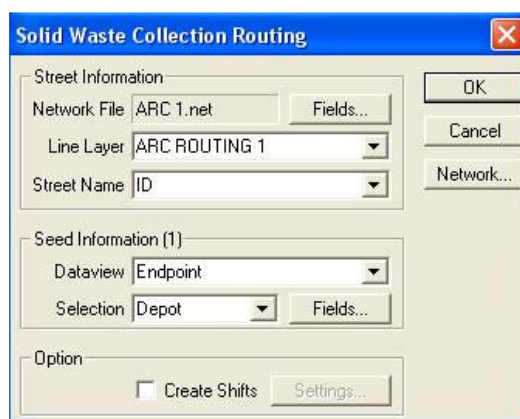 Solid Waste Collection Routing
Street Information
Network File ARC 1.net Fields...
Line Layer ARC ROUTING 1
Street Name ID
OK
Cancel
Network...
Seed Information (1)
Dataview Endpoint
Selection Depot Fields...
Option
Create Shifts Settings...